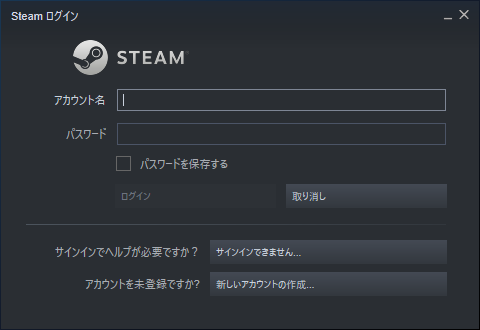 Steam ログイン
STEAM
アカウント名
パスワード
パスワードを保存する
ログイン 取り消し
サインインでヘルプが必要ですか？ サインインできません...
アカウントを未登録ですか? 新しいアカウントの作成...